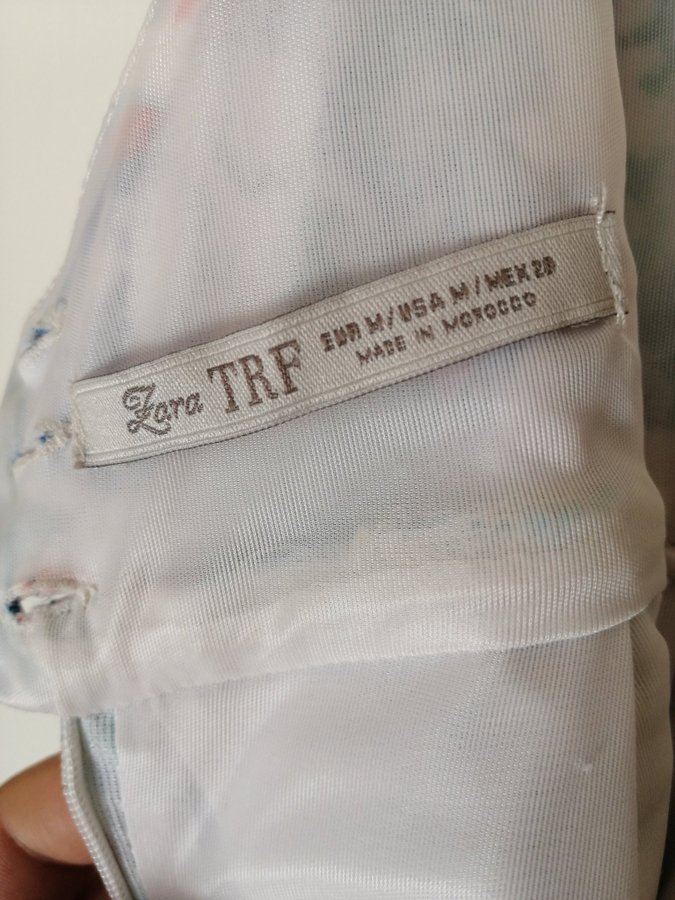 Zara TRF
EUR M/USA M/MEX 28
MADE IN MOROCCO